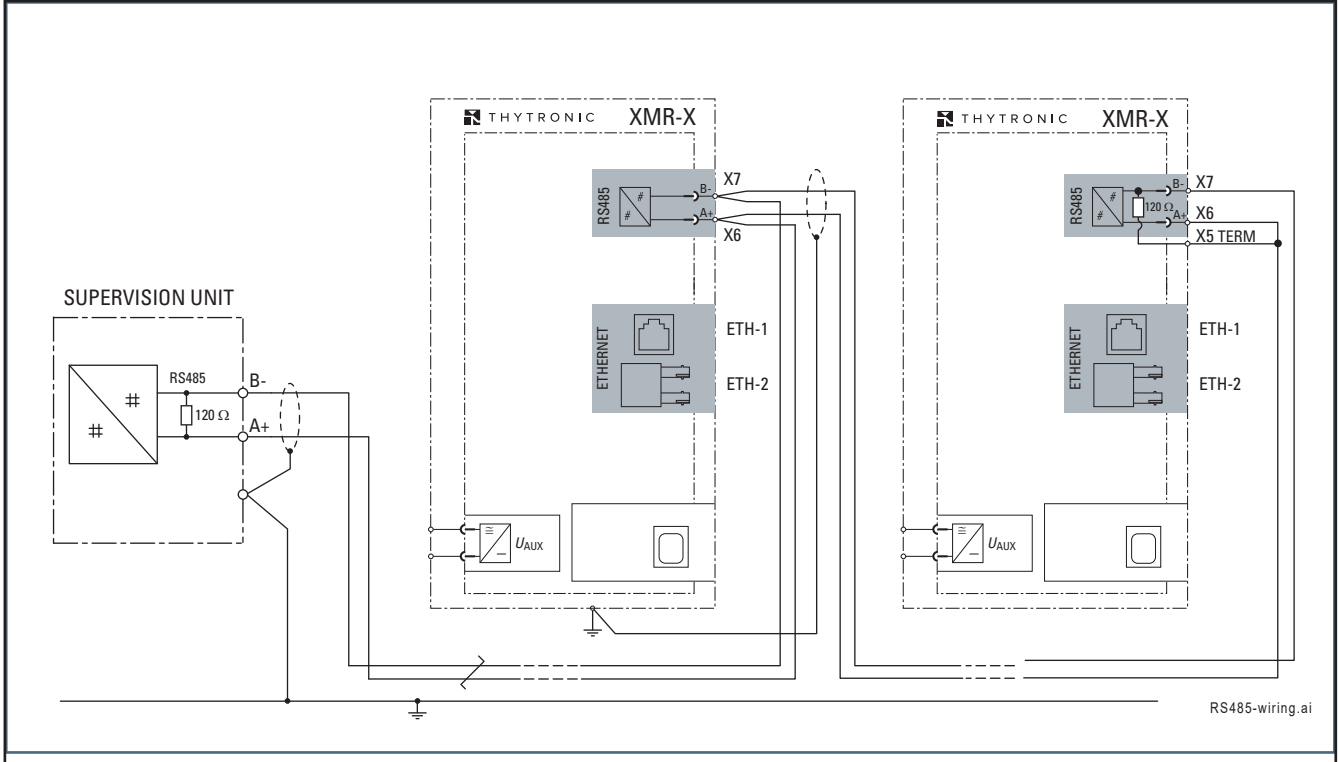 THYTRONIC XMR-X
RS485
#
#
B-
A+
X7
X6
ETHERNET
ETH-1
ETH-2
UAUX
THYTRONIC XMR-X
RS485
#
#
120 Ω
B-
A+
X7
X6
X5 TERM
ETHERNET
ETH-1
ETH-2
UAUX
SUPERVISION UNIT
RS485
#
#
120 Ω
B-
A+
RS485-wiring.ai